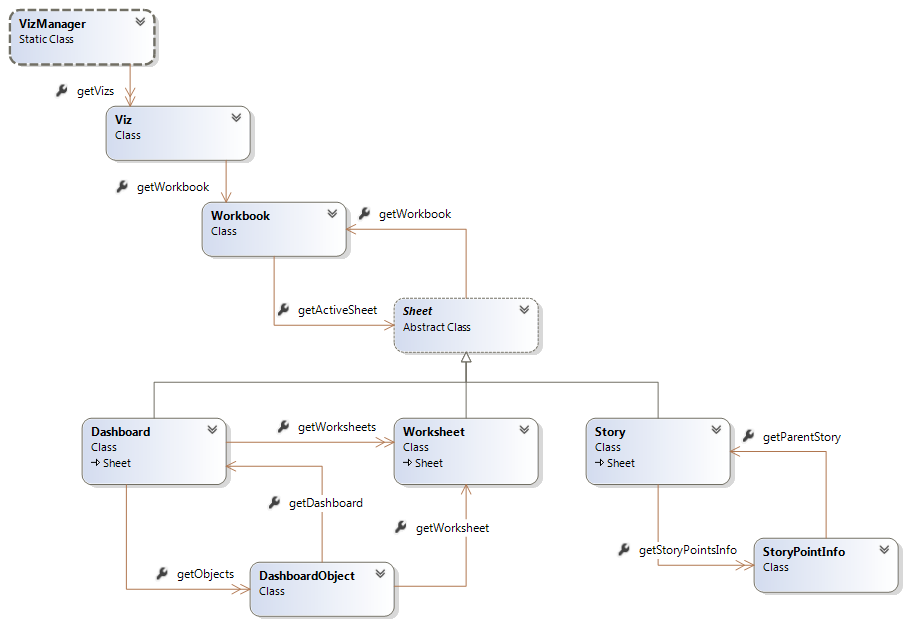 VizManager
Static Class
getVizs
Viz
Class
getWorkbook
Workbook
Class
getWorkbook
getActiveSheet
Sheet
Abstract Class
Dashboard
Class
Sheet
getWorksheets
Worksheet
Class
Sheet
Story
Class
Sheet
getParentStory
getDashboard
getWorksheet
getStoryPointsInfo
getObjects
DashboardObject
Class
StoryPointInfo
Class